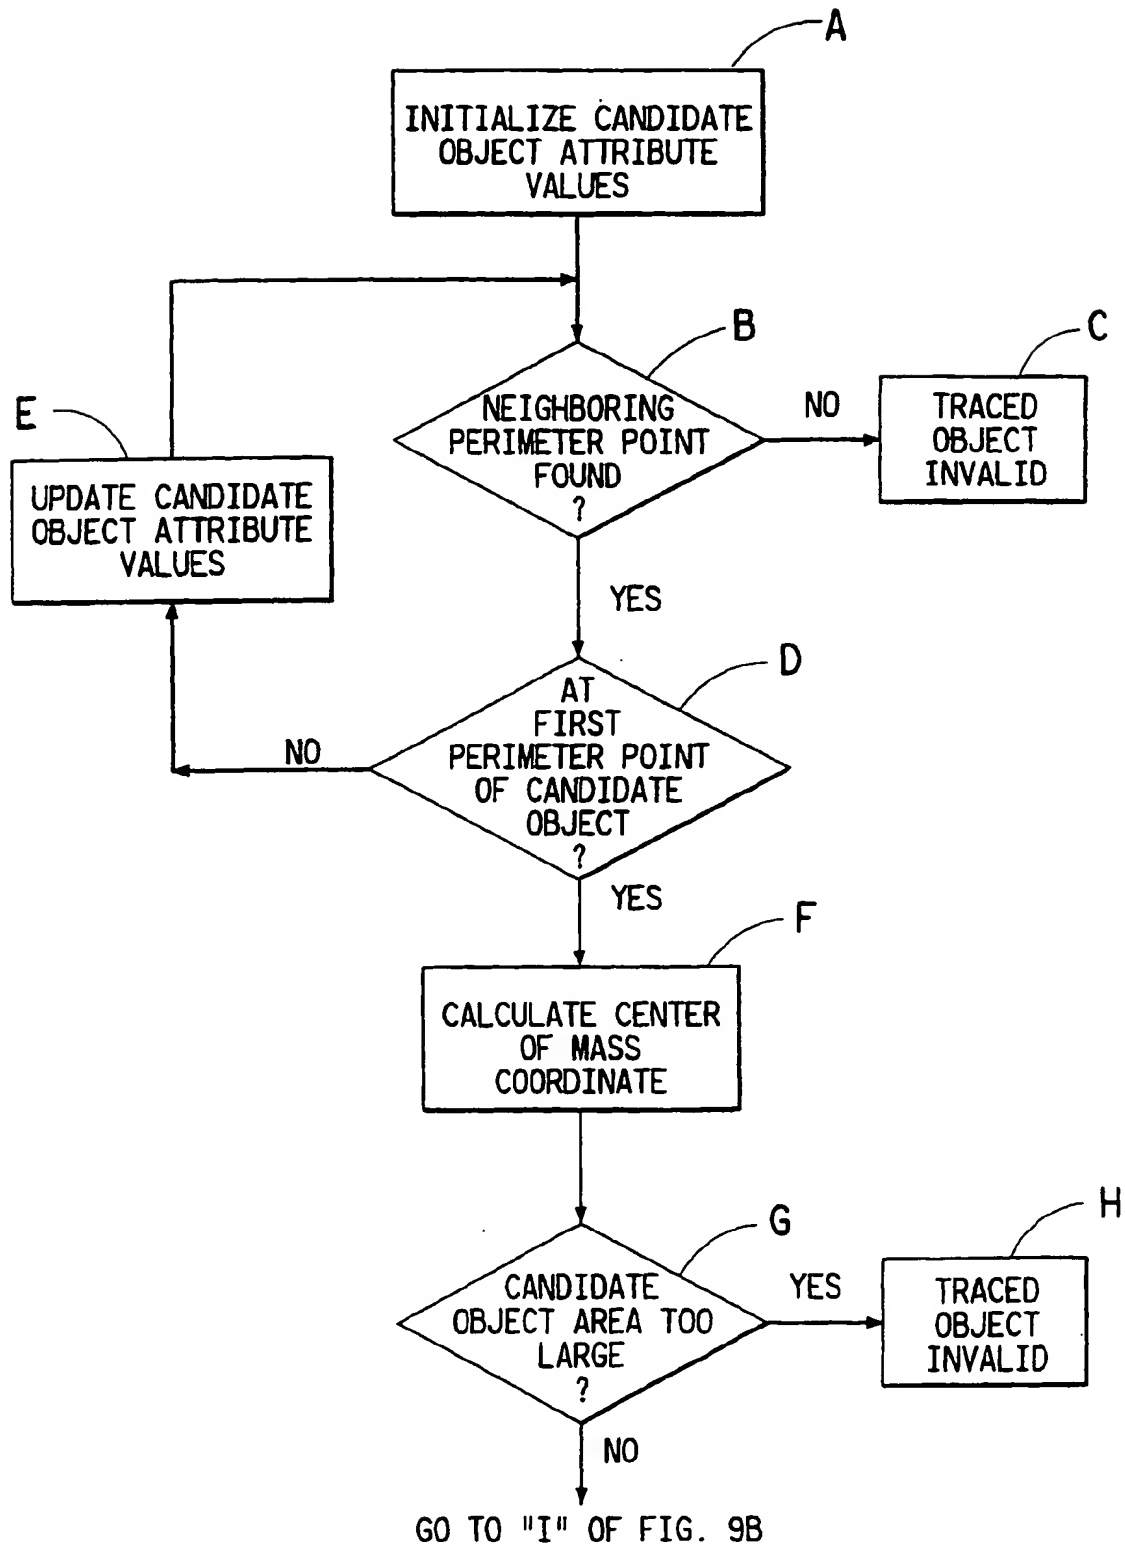 A
INITIALIZE CANDIDATE
OBJECT ATTRIBUTE
VALUES
B
NEIGHBORING
PERIMETER POINT
FOUND
?
NO
C
TRACED
OBJECT
INVALID
E
UPDATE CANDIDATE
OBJECT ATTRIBUTE
VALUES
YES
D
AT
FIRST
PERIMETER POINT
OF CANDIDATE
OBJECT
?
NO
YES
F
CALCULATE CENTER
OF MASS
COORDINATE
G
CANDIDATE
OBJECT AREA TOO
LARGE
?
YES
H
TRACED
OBJECT
INVALID
NO
GO TO "I" OF FIG. 9B